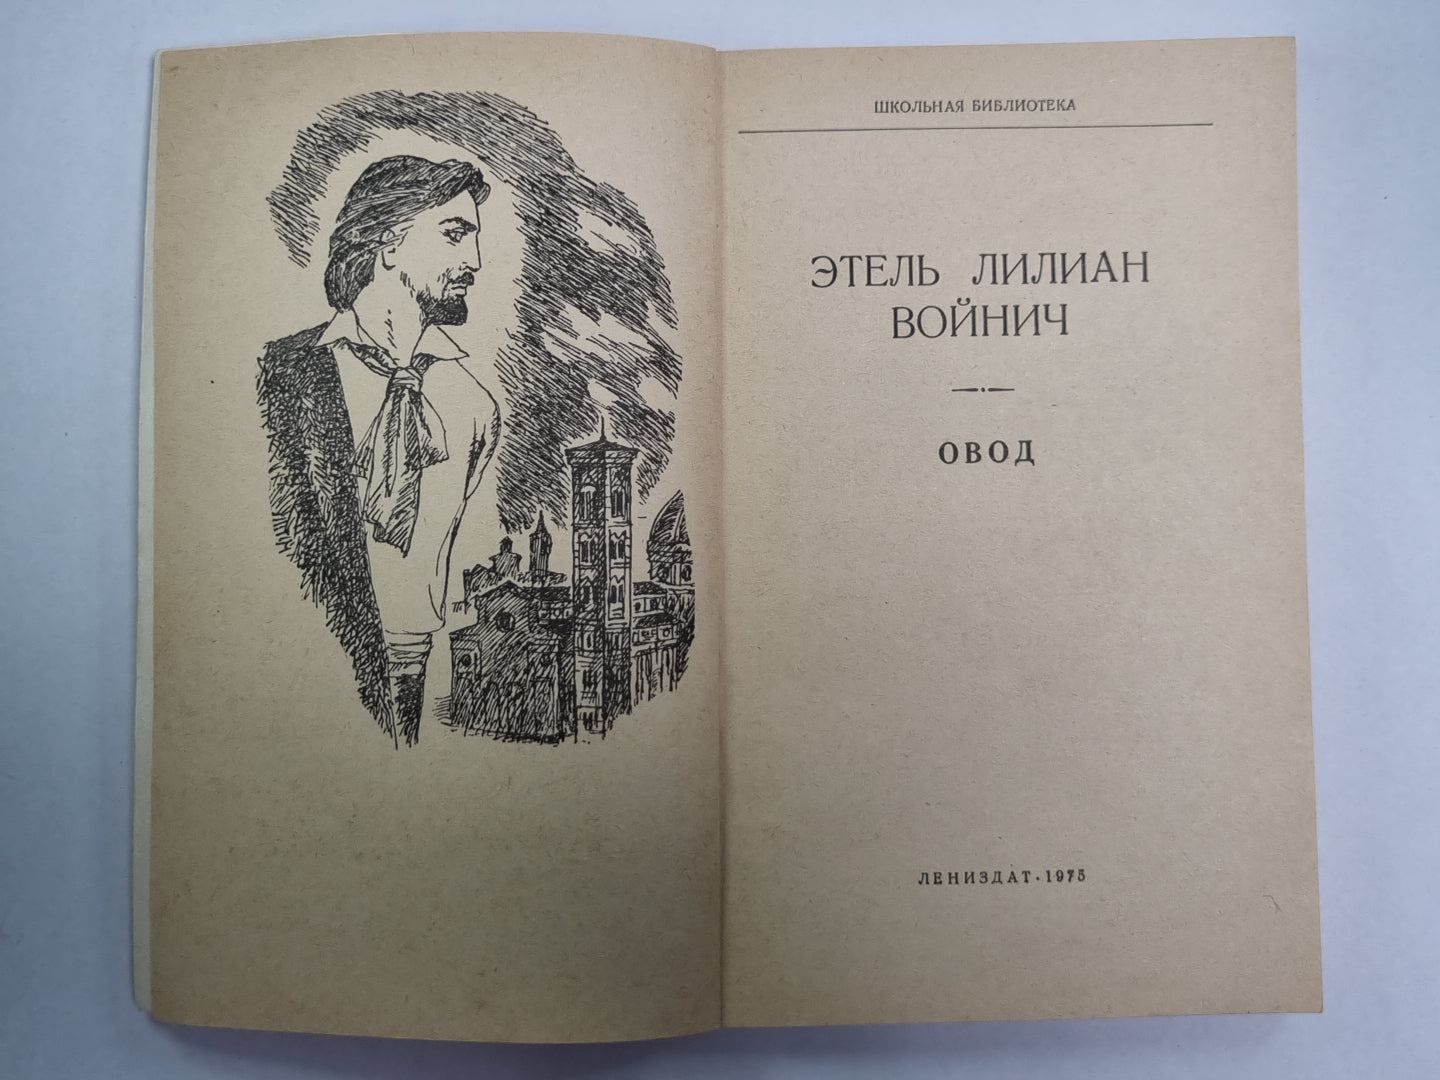 ШКОЛЬНАЯ БИБЛИОТЕКА
ЭТЕЛЬ ЛИЛИАН
ВОЙНИЧ
ОВОД
ЛЕНИЗДАТ · 1975